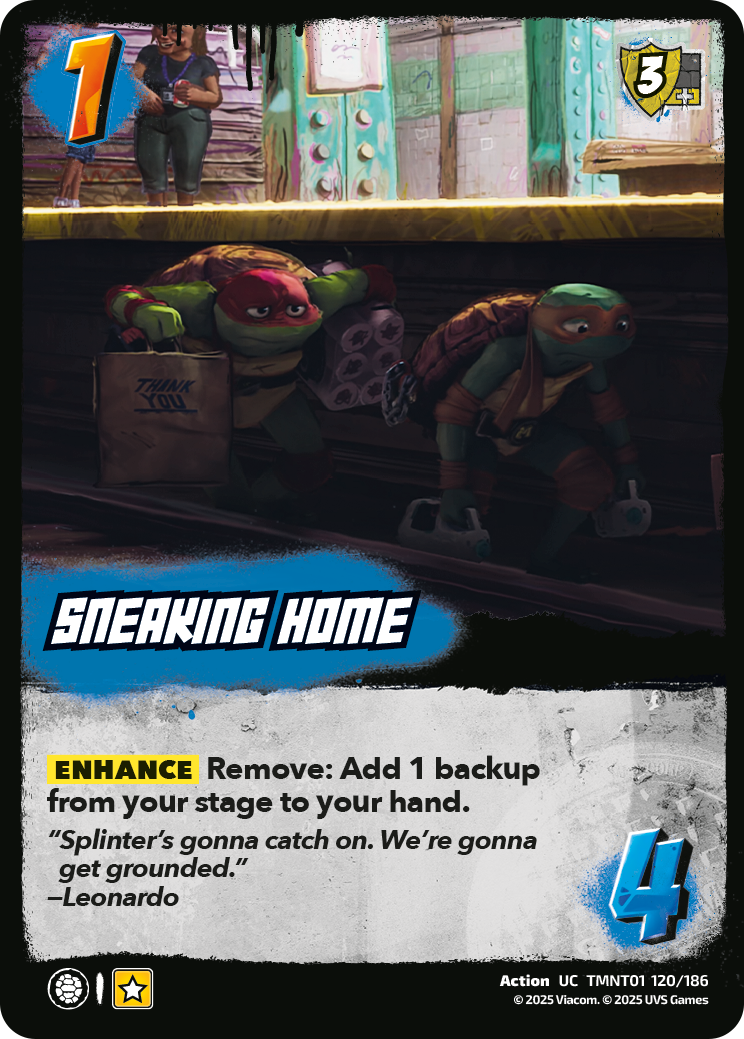 1
3
THANK
YOU
SNEAKING HOME
ENHANCE Remove: Add 1 backup
from your stage to your hand.
“Splinter’s gonna catch on. We’re gonna
get grounded.”
–Leonardo
4
Action UC TMNT01 120/186
© 2025 Viacom. © 2025 UVS Games